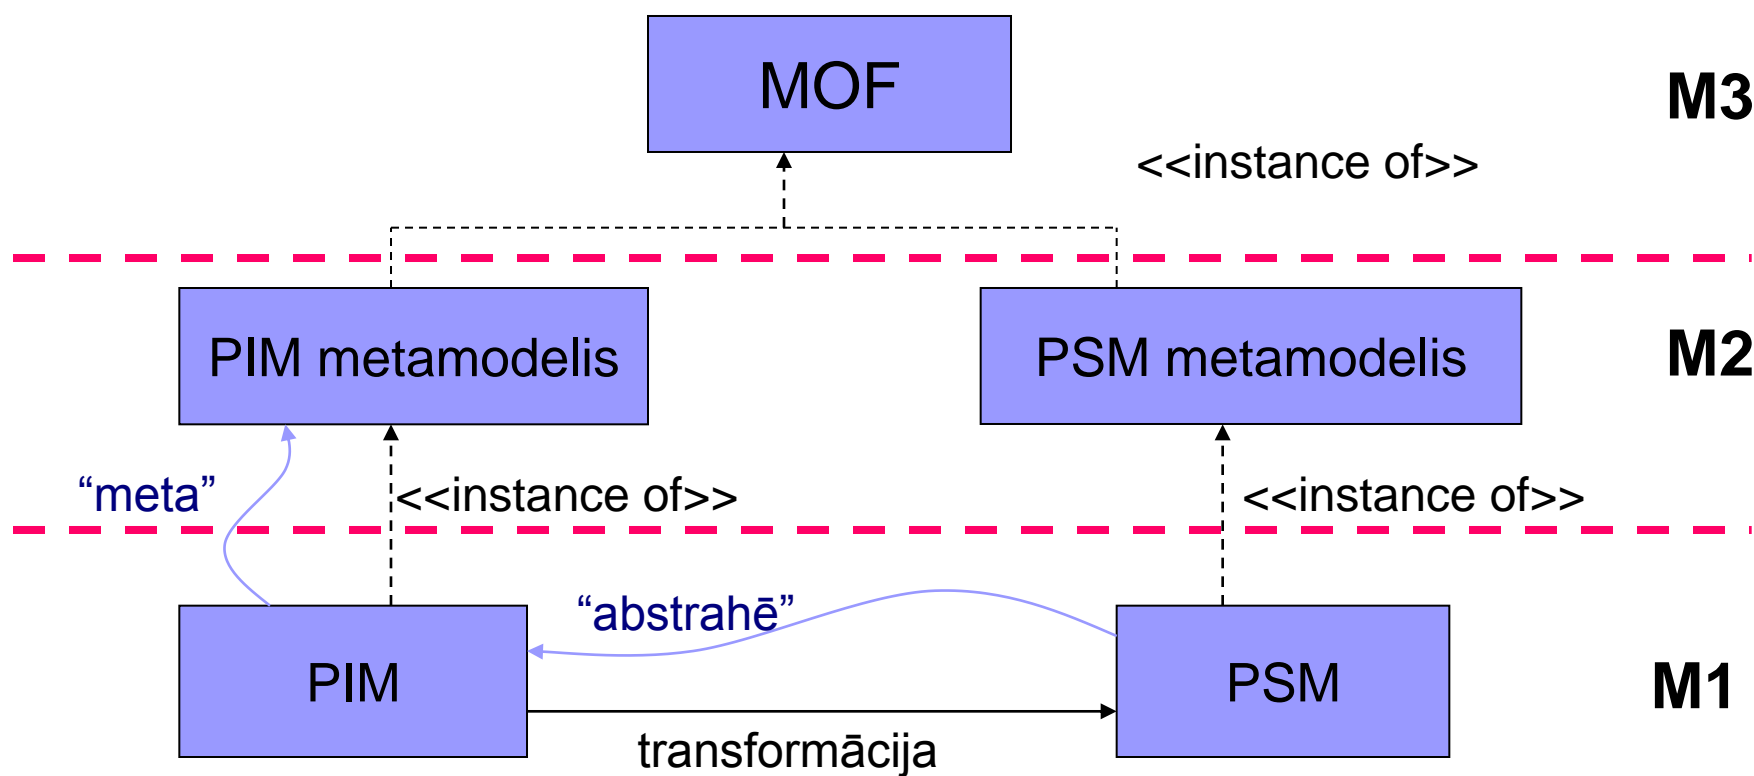 MOF
M3
<<instance of>>
PIM metamodelis
PSM metamodelis
M2
“meta”
<<instance of>>
<<instance of>>
“abstrahē”
PIM
PSM
M1
transformācija